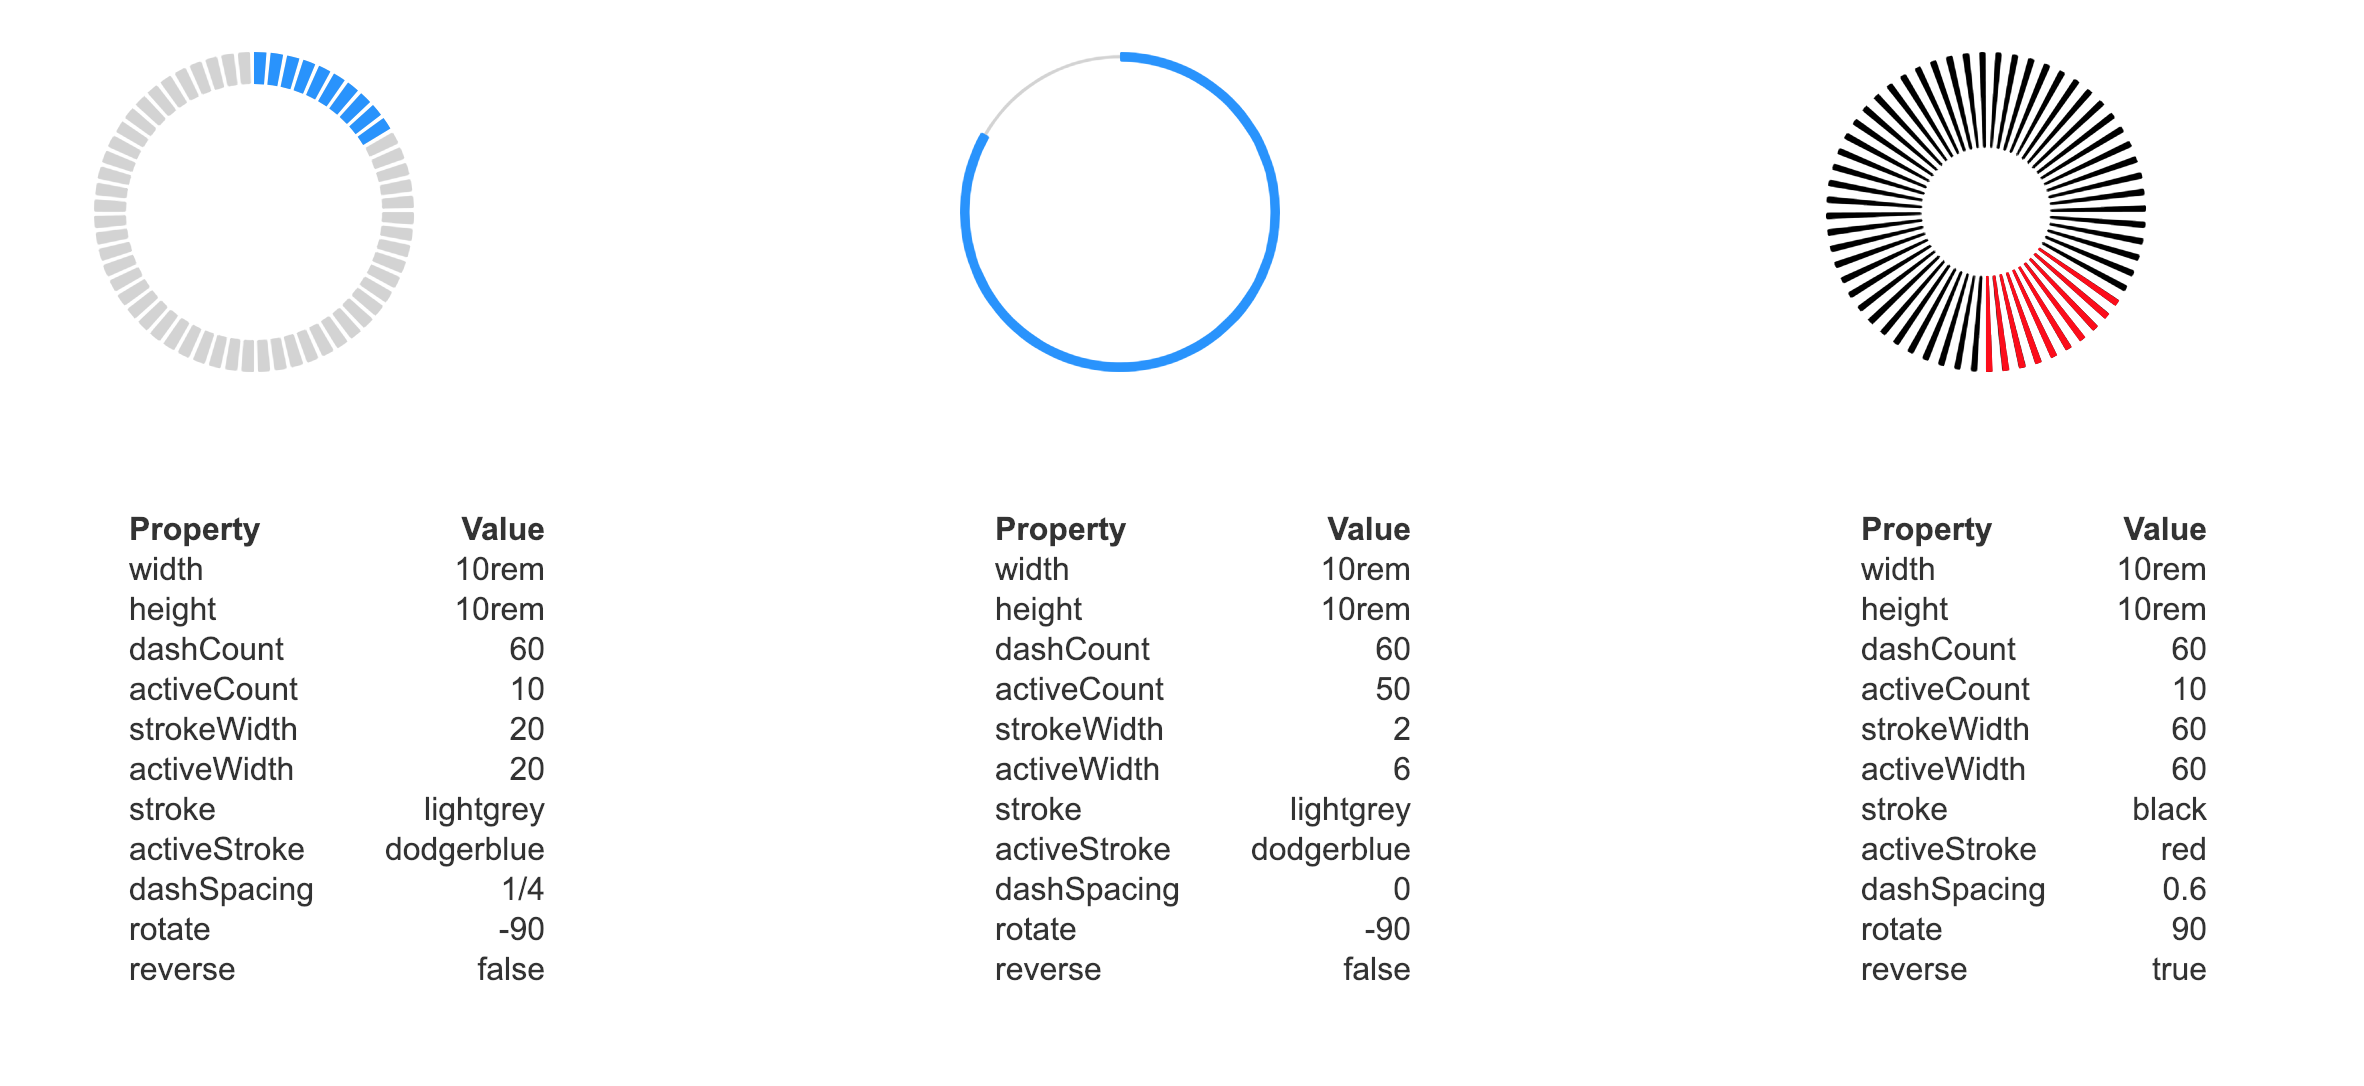 Property Value
width 10rem
height 10rem
dashCount 60
activeCount 10
strokeWidth 20
activeWidth 20
stroke lightgrey
activeStroke dodgerblue
dashSpacing 1/4
rotate -90
reverse false
Property Value
width 10rem
height 10rem
dashCount 60
activeCount 50
strokeWidth 2
activeWidth 6
stroke lightgrey
activeStroke dodgerblue
dashSpacing 0
rotate -90
reverse false
Property Value
width 10rem
height 10rem
dashCount 60
activeCount 10
strokeWidth 60
activeWidth 60
stroke black
activeStroke red
dashSpacing 0.6
rotate 90
reverse true